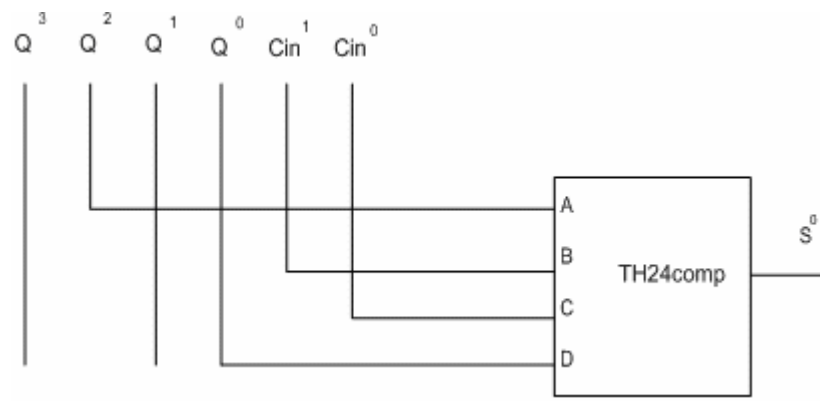 Q³ Q² Q¹ Q⁰ Cin¹ Cin⁰
A
S⁰
B
TH24comp
C
D